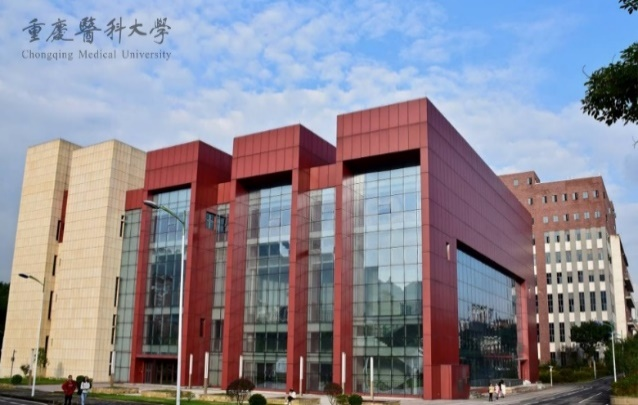 重慶醫科大學
Chongqing Medical University